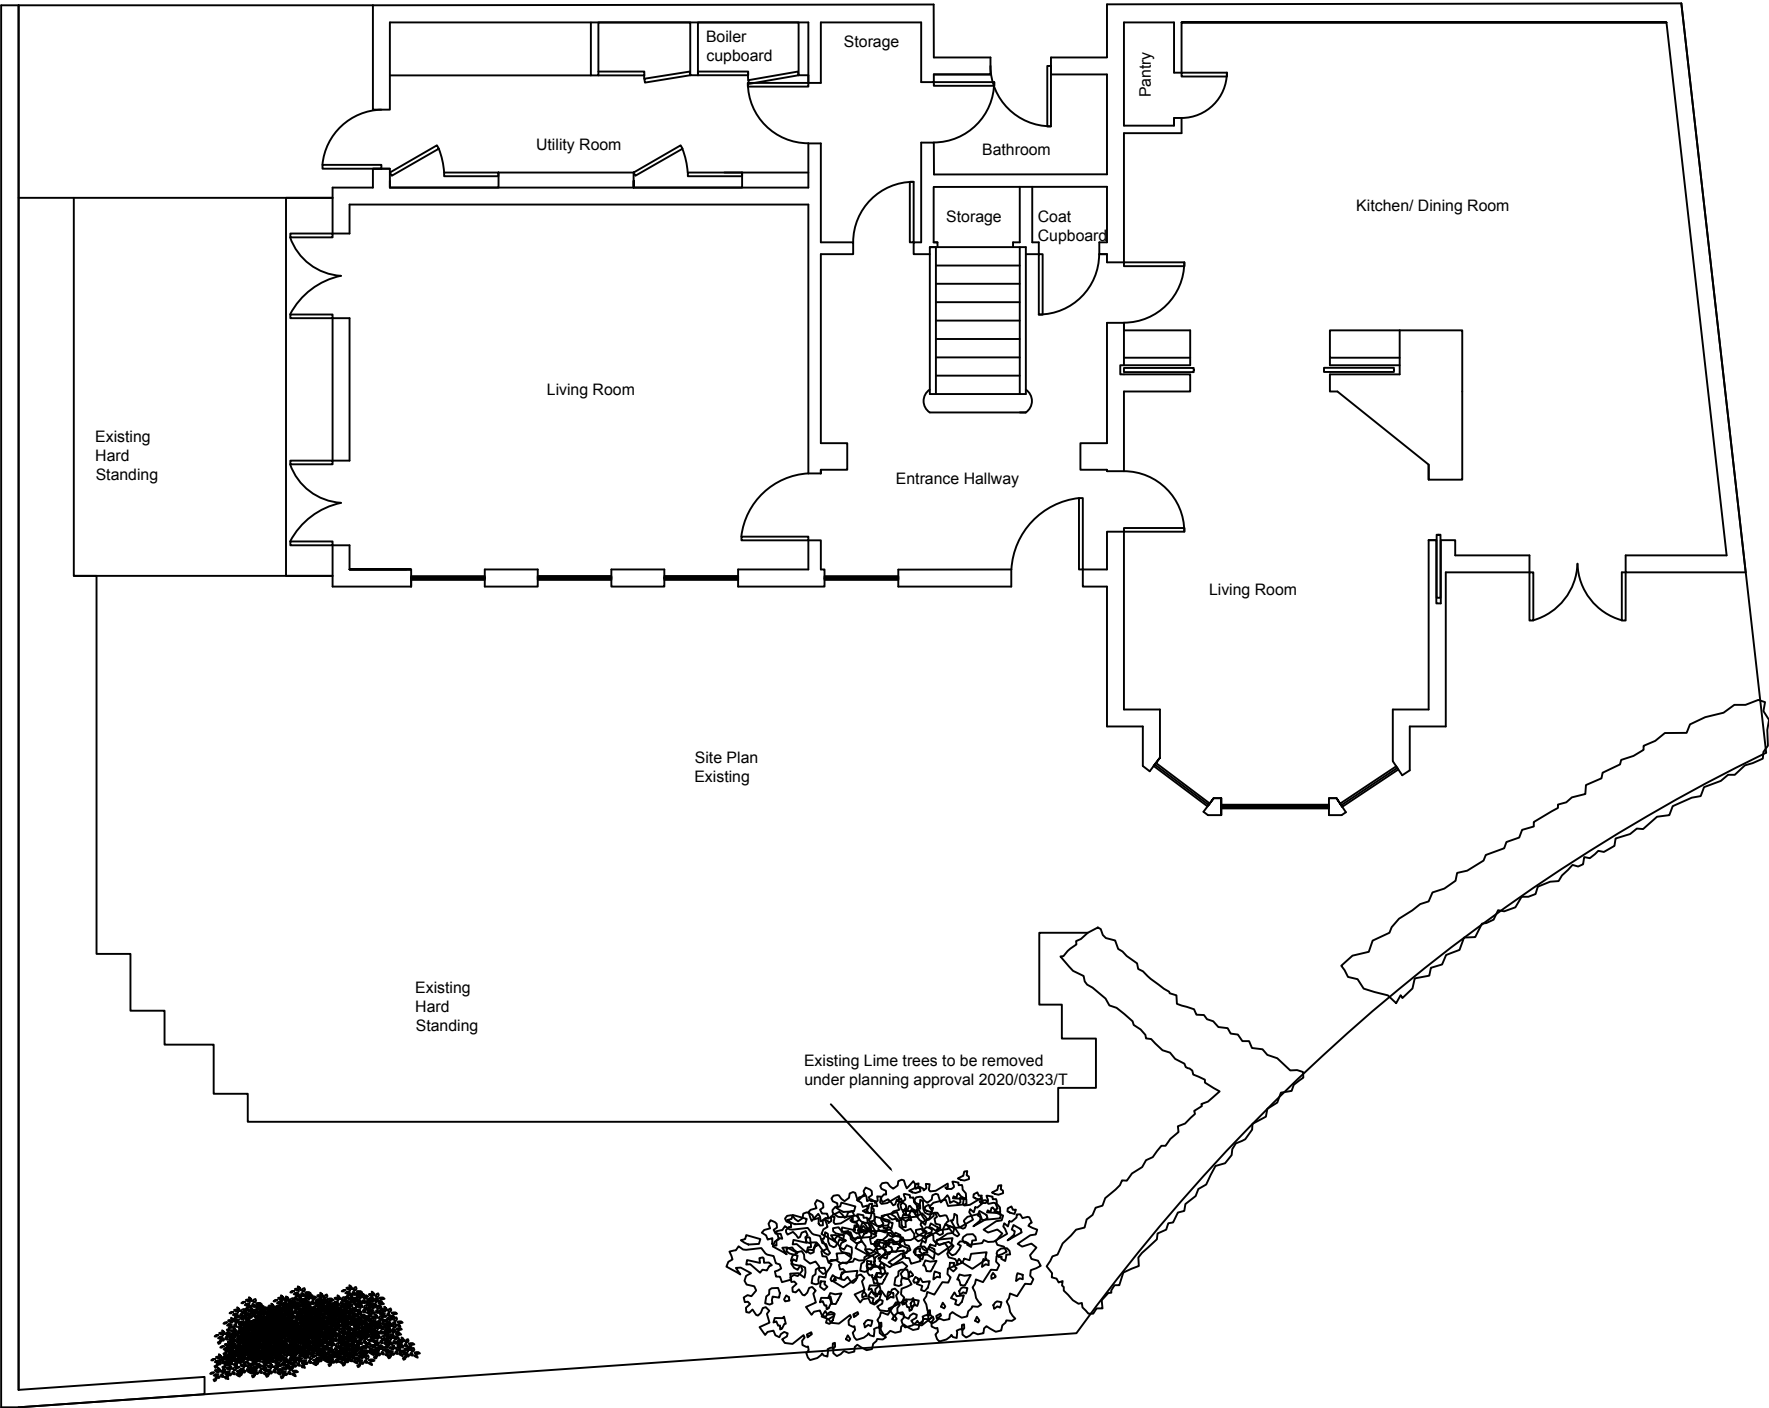 Boiler
cupboard
Storage
Pantry
Utility Room
Bathroom
Kitchen/ Dining Room
Storage
Coat
Cupboard
Living Room
Existing
Hard
Standing
Entrance Hallway
Living Room
Site Plan
Existing
Existing
Hard
Standing
Existing Lime trees to be removed
under planning approval 2020/0323/T